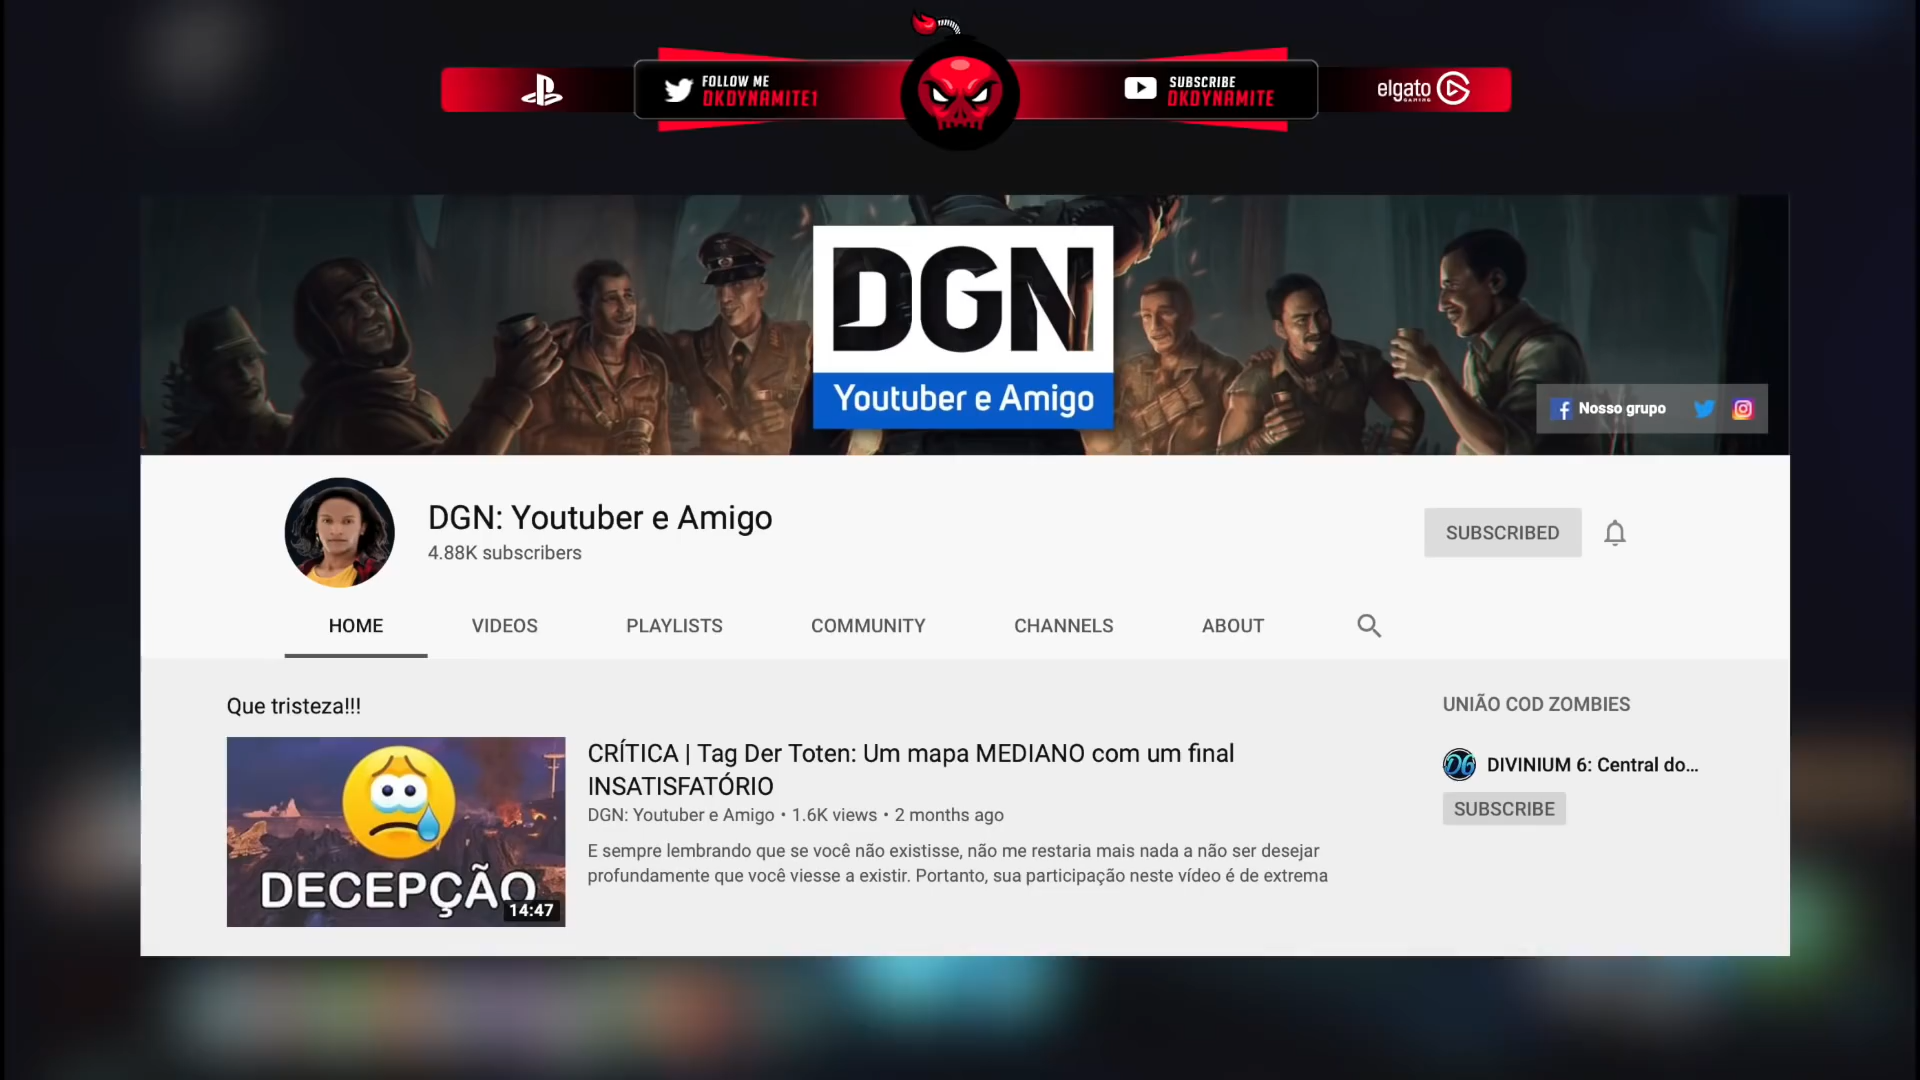 FOLLOW ME
OKDYNAMITE1
SUBSCRIBE
OKDYNAMITE
elgato
GAMING
DGN
Youtuber e Amigo
Nosso grupo
DGN: Youtuber e Amigo
4.88K subscribers
SUBSCRIBED
HOME VIDEOS PLAYLISTS COMMUNITY CHANNELS ABOUT
Que tristeza!!!
DECEPÇÃO
14:47
CRÍTICA | Tag Der Toten: Um mapa MEDIANO com um final
INSATISFATÓRIO
DGN: Youtuber e Amigo • 1.6K views • 2 months ago
E sempre lembrando que se você não existisse, não me restaria mais nada a não ser desejar
profundamente que você viesse a existir. Portanto, sua participação neste vídeo é de extrema
UNIÃO COD ZOMBIES
D6
DIVINIUM 6: Central do...
SUBSCRIBE